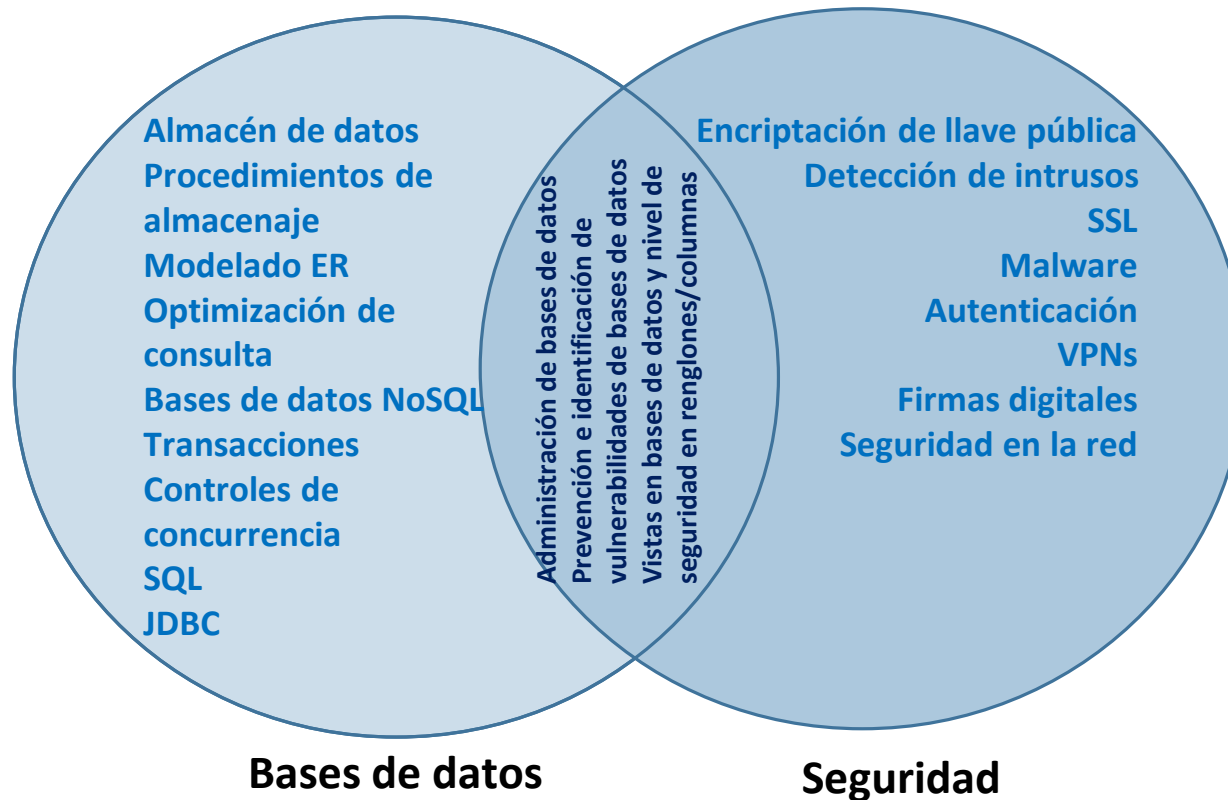 Almacén de datos
Procedimientos de
almacenaje
Modelado ER
Optimización de
consulta
Bases de datos NoSQL
Transacciones
Controles de
concurrencia
SQL
JDBC
Administración de bases de datos
Prevención e identificación de
vulnerabilidades de bases de datos
Vistas en bases de datos y nivel de
seguridad en renglones/columnas
Encriptación de llave pública
Detección de intrusos
SSL
Malware
Autenticación
VPNs
Firmas digitales
Seguridad en la red
Bases de datos
Seguridad